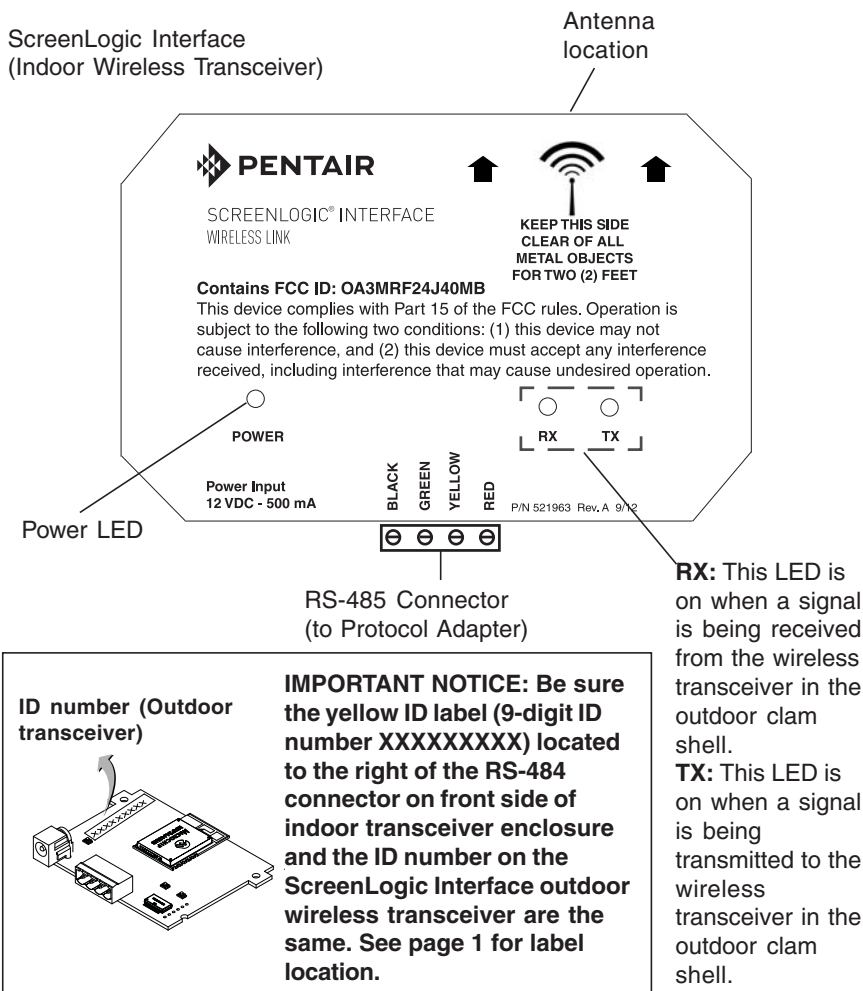 ScreenLogic Interface
(Indoor Wireless Transceiver)
Antenna
location
PENTAIR
SCREENLOGIC® INTERFACE
WIRELESS LINK
KEEP THIS SIDE
CLEAR OF ALL
METAL OBJECTS
FOR TWO (2) FEET
Contains FCC ID: OA3MRF24J40MB
This device complies with Part 15 of the FCC rules. Operation is
subject to the following two conditions: (1) this device may not
cause interference, and (2) this device must accept any interference
received, including interference that may cause undesired operation.
POWER
RX TX
Power Input
12 VDC - 500 mA
BLACK
GREEN
YELLOW
RED
P/N 521963 Rev. A 9/12
Power LED
RS-485 Connector
(to Protocol Adapter)
RX: This LED is
on when a signal
is being received
from the wireless
transceiver in the
outdoor clam
shell.
TX: This LED is
on when a signal
is being
transmitted to the
wireless
transceiver in the
outdoor clam
shell.
ID number (Outdoor
transceiver)
XXXXXXXXX
IMPORTANT NOTICE: Be sure
the yellow ID label (9-digit ID
number XXXXXXXXX) located
to the right of the RS-484
connector on front side of
indoor transceiver enclosure
and the ID number on the
ScreenLogic Interface outdoor
wireless transceiver are the
same. See page 1 for label
location.